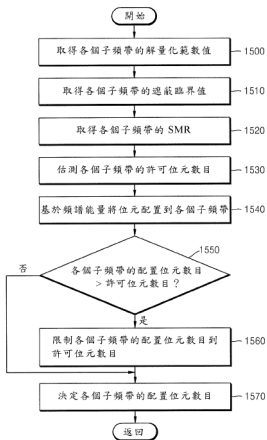 開始
取得各個子頻帶的解量化範數值
1500
取得各個子頻帶的遮蔽臨界值
1510
取得各個子頻帶的 SMR
1520
估測各個子頻帶的許可位元數目
1530
基於頻譜能量將位元配置到各個子頻帶
1540
1550
各個子頻帶的配置位元數目
> 許可位元數目？
否
是
限制各個子頻帶的配置位元數目到
許可位元數目
1560
決定各個子頻帶的配置位元數目
1570
返回